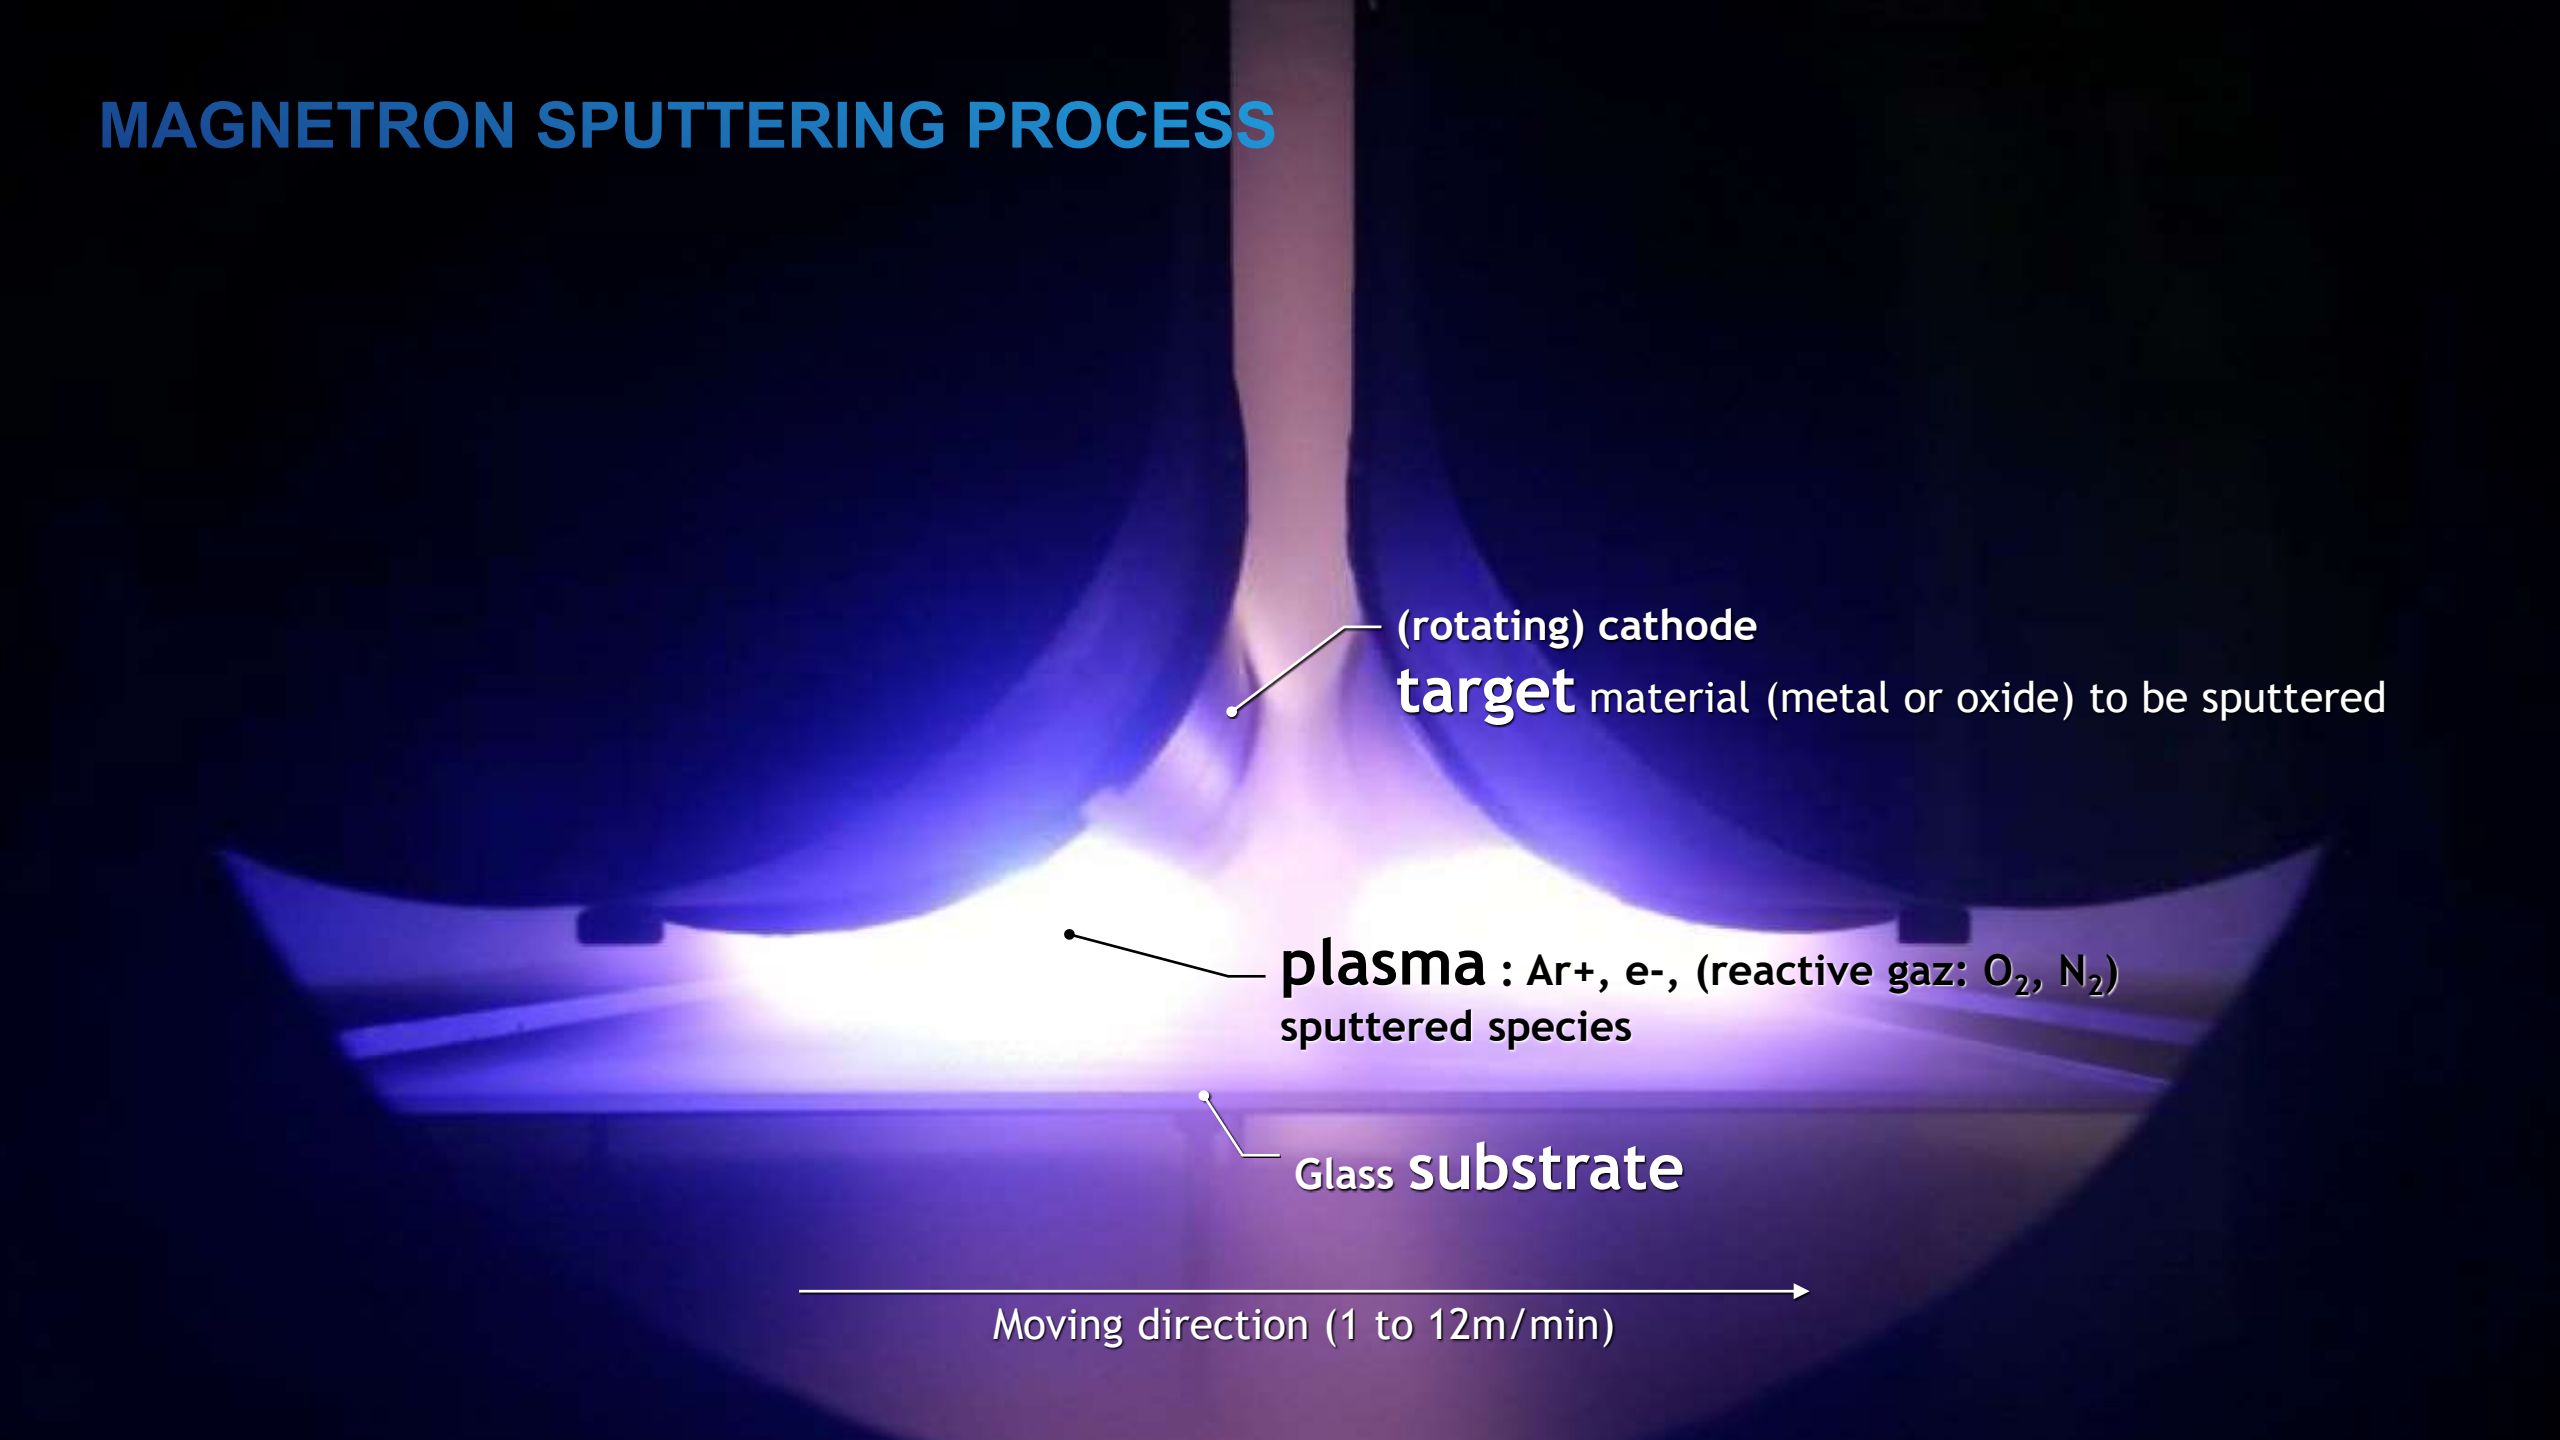 MAGNETRON SPUTTERING PROCESS
(rotating) cathode
target material (metal or oxide) to be sputtered
plasma : Ar+, e-, (reactive gaz: O₂, N₂)
sputtered species
Glass substrate
Moving direction (1 to 12m/min)